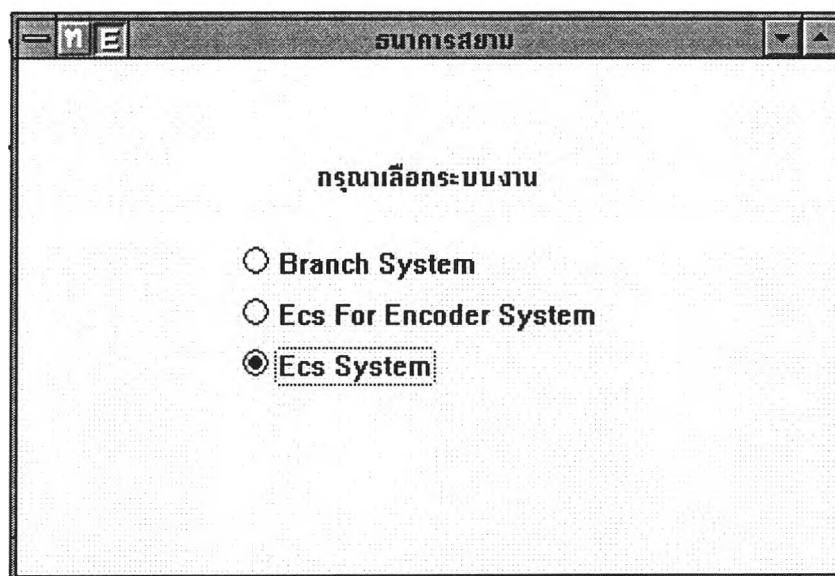 ก E ธนาคารสยาม
กรุณาเลือกระบบงาน
Branch System
Ecs For Encoder System
Ecs System